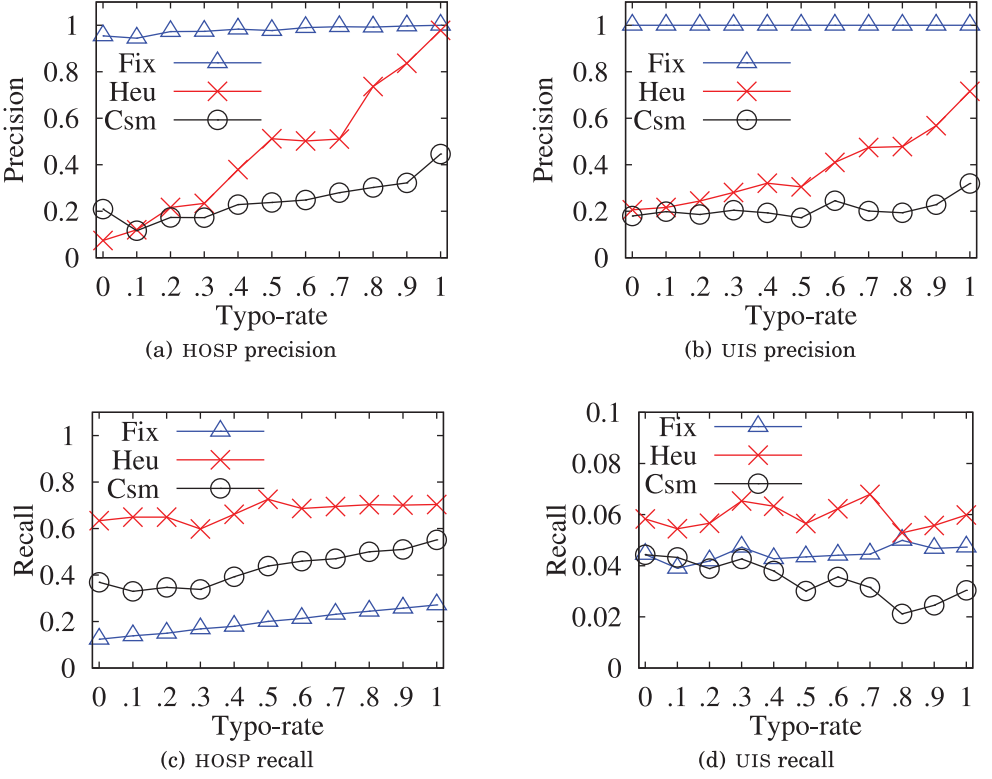 1
0.8
0.6
0.4
0.2
0
Precision
Fix
Heu
Csm
0 .1 .2 .3 .4 .5 .6 .7 .8 .9 1
Typo-rate
(a) HOSP precision
1
0.8
0.6
0.4
0.2
0
Precision
Fix
Heu
Csm
0 .1 .2 .3 .4 .5 .6 .7 .8 .9 1
Typo-rate
(b) UIS precision
1
0.8
0.6
0.4
0.2
0
Recall
Fix
Heu
Csm
0 .1 .2 .3 .4 .5 .6 .7 .8 .9 1
Typo-rate
(c) HOSP recall
0.1
0.08
0.06
0.04
0.02
0
Recall
Fix
Heu
Csm
0 .1 .2 .3 .4 .5 .6 .7 .8 .9 1
Typo-rate
(d) UIS recall